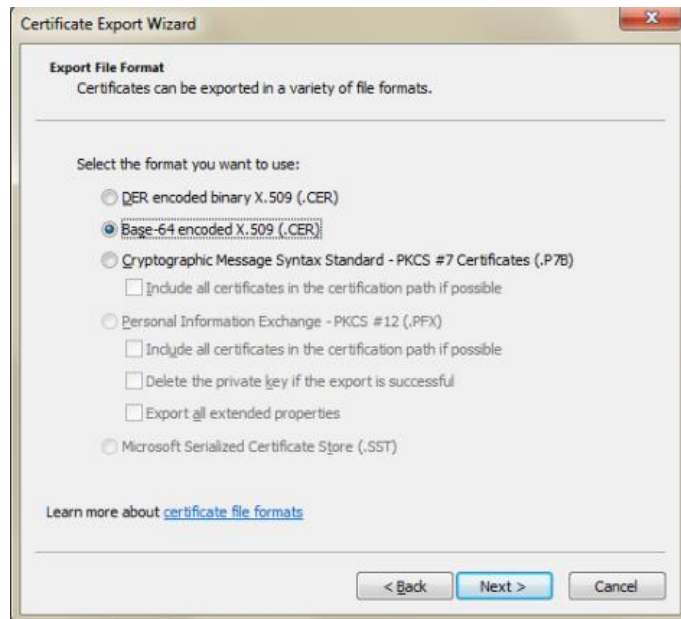 Certificate Export Wizard
Export File Format
Certificates can be exported in a variety of file formats.
Select the format you want to use:
DER encoded binary X.509 (.CER)
Base-64 encoded X.509 (.CER)
Cryptographic Message Syntax Standard - PKCS #7 Certificates (.P7B)
Include all certificates in the certification path if possible
Personal Information Exchange - PKCS #12 (.PFX)
Include all certificates in the certification path if possible
Delete the private key if the export is successful
Export all extended properties
Microsoft Serialized Certificate Store (.SST)
Learn more about certificate file formats
< Back Next > Cancel